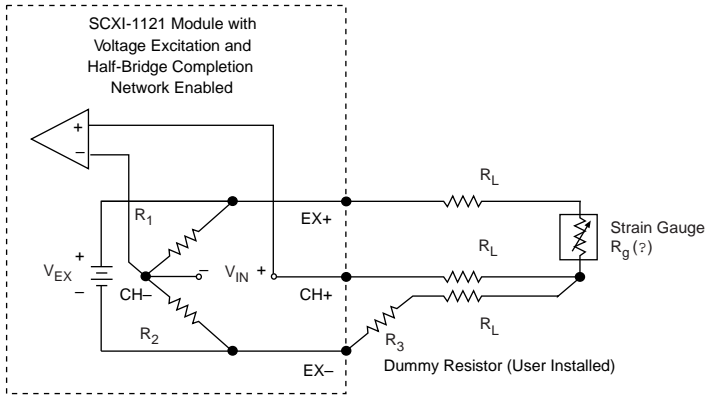 SCXI-1121 Module with
Voltage Excitation and
Half-Bridge Completion
Network Enabled
+
–
R1
EX+
RL
Strain Gauge
Rg (?)
+
VEX
–
CH–
–
VIN +
CH+
RL
R2
R3
RL
EX–
Dummy Resistor (User Installed)